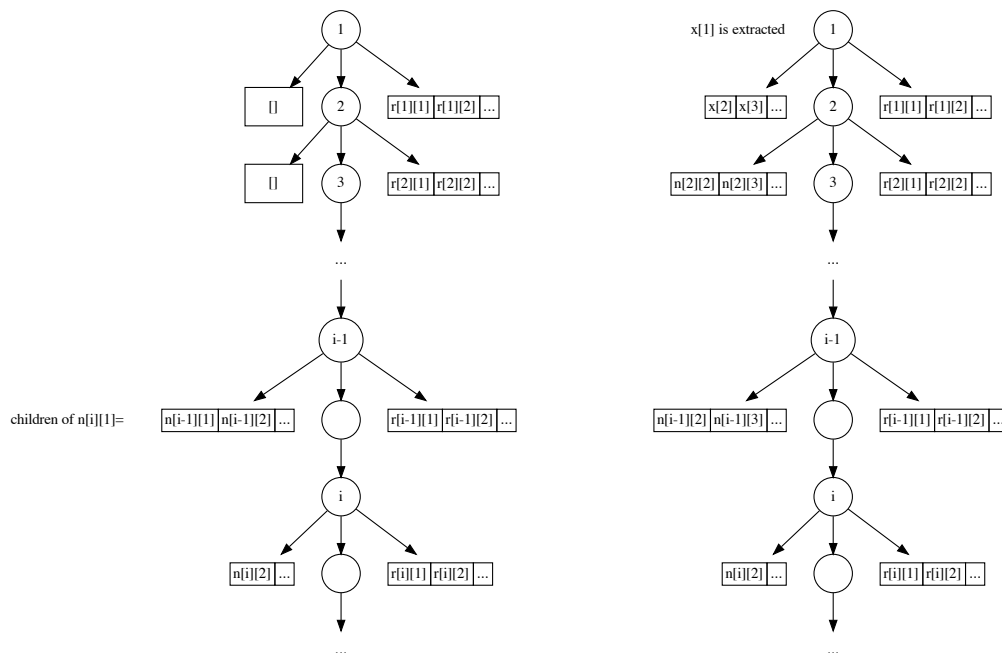 1
[]
2
r[1][1] r[1][2] ...
[]
3
r[2][1] r[2][2] ...
...
i-1
children of n[i][1]=
n[i-1][1] n[i-1][2] ...
r[i-1][1] r[i-1][2] ...
i
n[i][2] ...
r[i][1] r[i][2] ...
...
x[1] is extracted
1
x[2] x[3] ...
2
r[1][1] r[1][2] ...
n[2][2] n[2][3] ...
3
r[2][1] r[2][2] ...
...
i-1
n[i-1][2] n[i-1][3] ...
r[i-1][1] r[i-1][2] ...
i
n[i][2] ...
r[i][1] r[i][2] ...
...